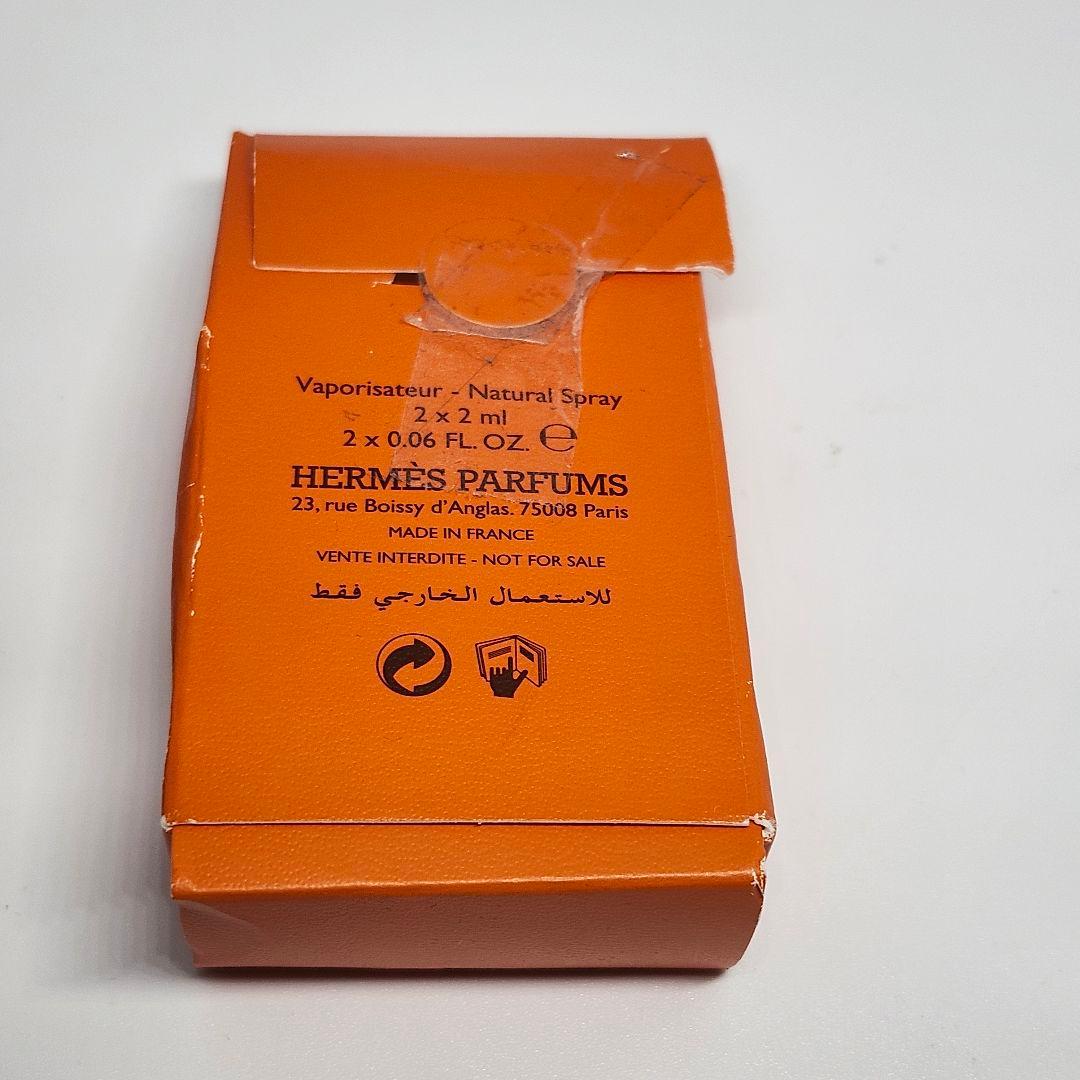 Vaporisateur - Natural Spray
2 x 2 ml
2 x 0.06 FL. OZ. ℮
HERMÈS PARFUMS
23, rue Boissy d'Anglas. 75008 Paris
MADE IN FRANCE
VENTE INTERDITE - NOT FOR SALE
للاستعمال الخارجي فقط